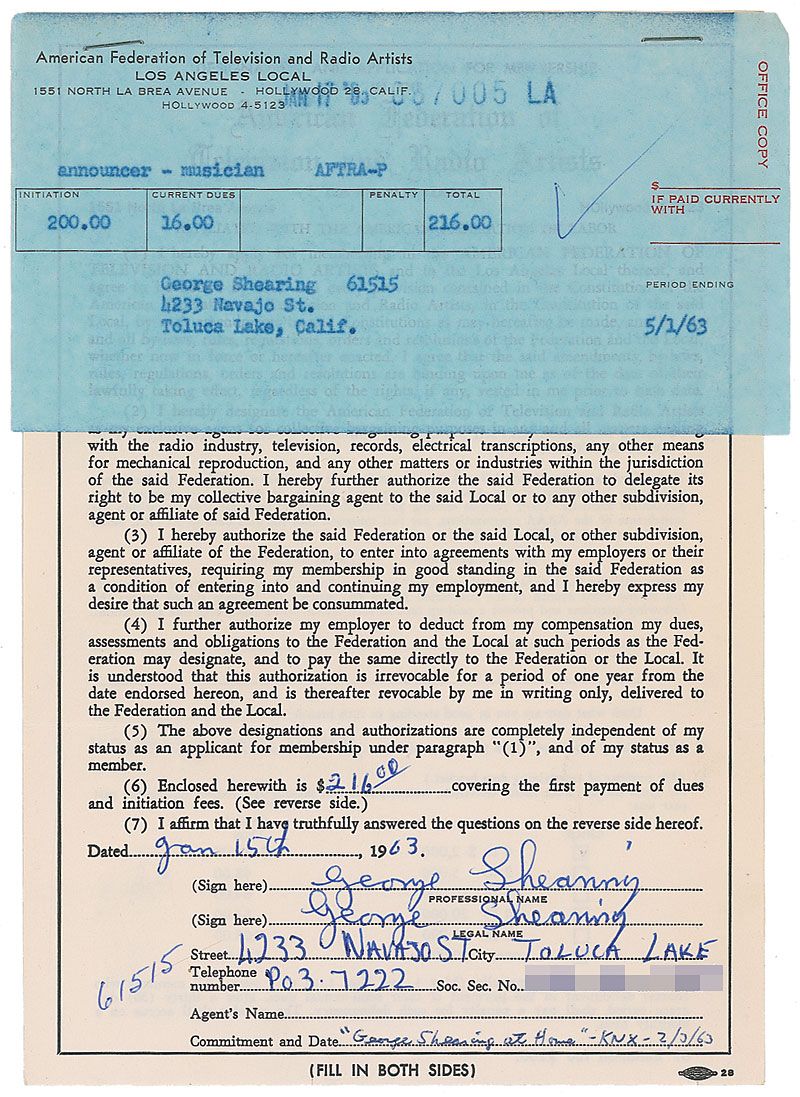 American Federation of Television and Radio Artists
LOS ANGELES LOCAL
1551 NORTH LA BREA AVENUE - HOLLYWOOD 28, CALIF.
HOLLYWOOD 4-5123
JAN 17 '63 087005 LA
OFFICE COPY
announcer - musician AFTRA-P
$
IF PAID CURRENTLY
WITH
INITIATION CURRENT DUES PENALTY TOTAL
200.00 16.00 216.00
George Shearing 61515
PERIOD ENDING
4233 Navajo St.
Toluca Lake, Calif. 5/1/63
with the radio industry, television, records, electrical transcriptions, any other means
for mechanical reproduction, and any other matters or industries within the jurisdiction
of the said Federation. I hereby further authorize the said Federation to delegate its
right to be my collective bargaining agent to the said Local or to any other subdivision,
agent or affiliate of said Federation.
(3) I hereby authorize the said Federation or the said Local, or other subdivision,
agent or affiliate of the Federation, to enter into agreements with my employers or their
representatives, requiring my membership in good standing in the said Federation as
a condition of entering into and continuing my employment, and I hereby express my
desire that such an agreement be consummated.
(4) I further authorize my employer to deduct from my compensation my dues,
assessments and obligations to the Federation and the Local at such periods as the Fed-
eration may designate, and to pay the same directly to the Federation or the Local. It
is understood that this authorization is irrevocable for a period of one year from the
date endorsed hereon, and is thereafter revocable by me in writing only, delivered to
the Federation and the Local.
(5) The above designations and authorizations are completely independent of my
status as an applicant for membership under paragraph "(1)", and of my status as a
member.
(6) Enclosed herewith is $216.00 covering the first payment of dues
and initiation fees. (See reverse side.)
(7) I affirm that I have truthfully answered the questions on the reverse side hereof.
Dated Jan 15th, 1963.
(Sign here) George Shearing
PROFESSIONAL NAME
(Sign here) George Shearing
LEGAL NAME
Street 4233 NAVAJO ST City TOLUCA LAKE
61515
Telephone
number PO3-7222 Soc. Sec. No.
Agent's Name
Commitment and Date "George Shearing at Home" - KNX - 2/3/63
(FILL IN BOTH SIDES)
28